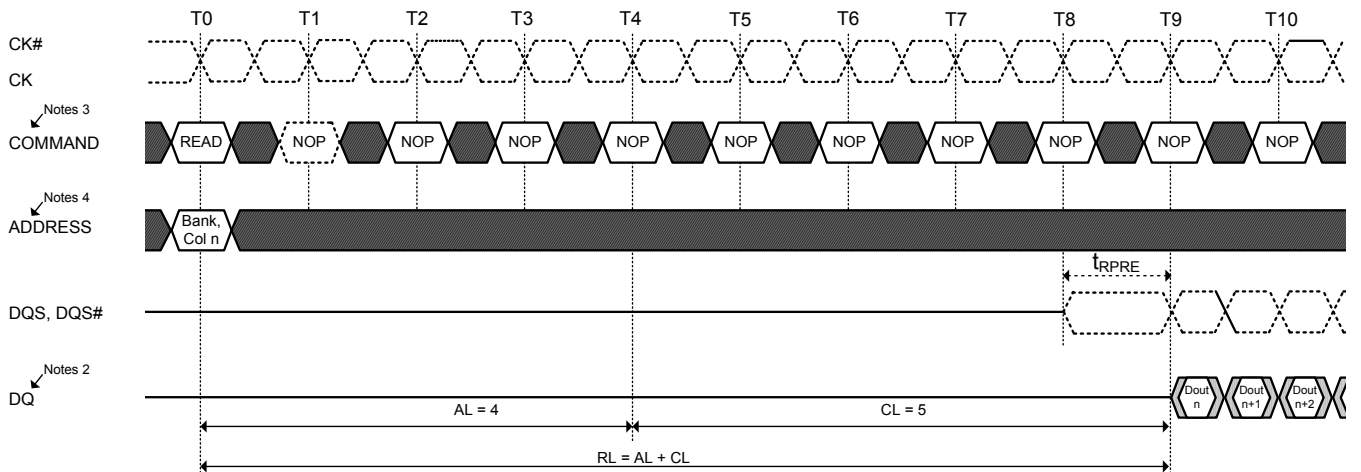 T0 T1 T2 T3 T4 T5 T6 T7 T8 T9 T10
CK#
CK
Notes 3
COMMAND
READ NOP NOP NOP NOP NOP NOP NOP NOP NOP NOP
Notes 4
ADDRESS
Bank,
Col n
tRPRE
DQS, DQS#
Notes 2
DQ
Dout
n
Dout
n+1
Dout
n+2
AL = 4
CL = 5
RL = AL + CL